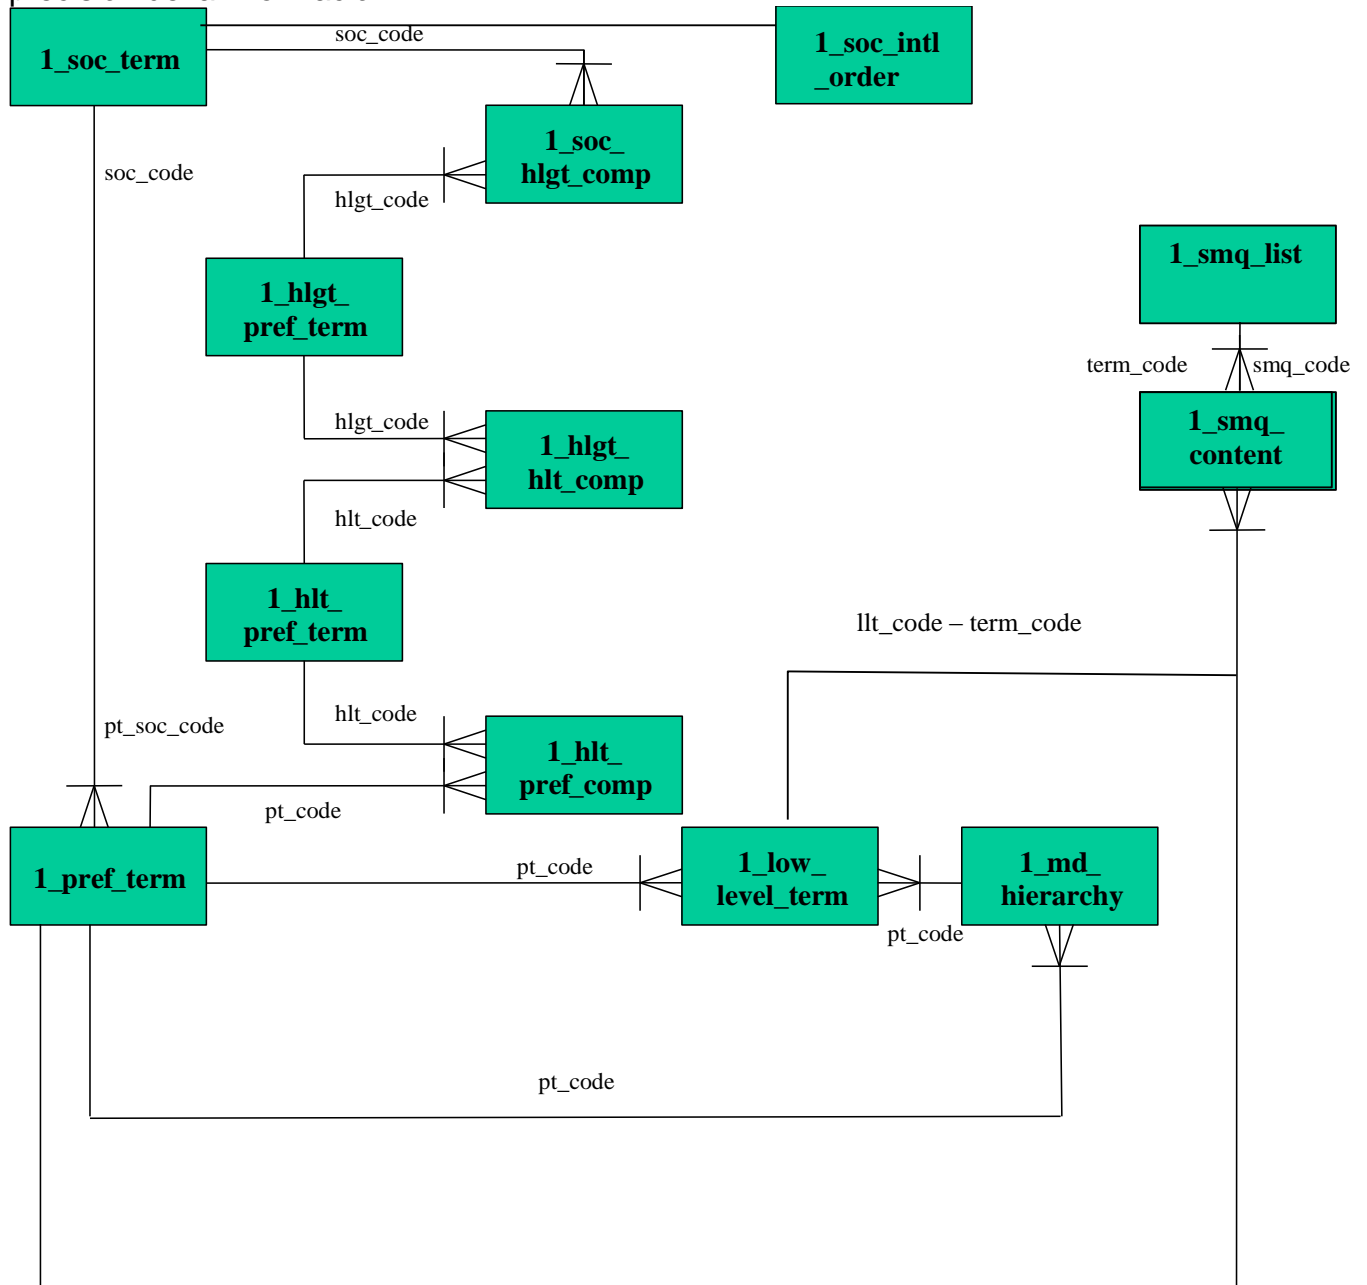 1_soc_term
soc_code
1_soc_intl
_order
1_soc_
hlgt_comp
soc_code
hlgt_code
1_smq_list
1_hlgt_
pref_term
term_code
smq_code
hlgt_code
1_hlgt_
hlt_comp
1_smq_
content
hlt_code
1_hlt_
pref_term
llt_code – term_code
hlt_code
pt_soc_code
1_hlt_
pref_comp
pt_code
1_pref_term
pt_code
1_low_
level_term
1_md_
hierarchy
pt_code
pt_code